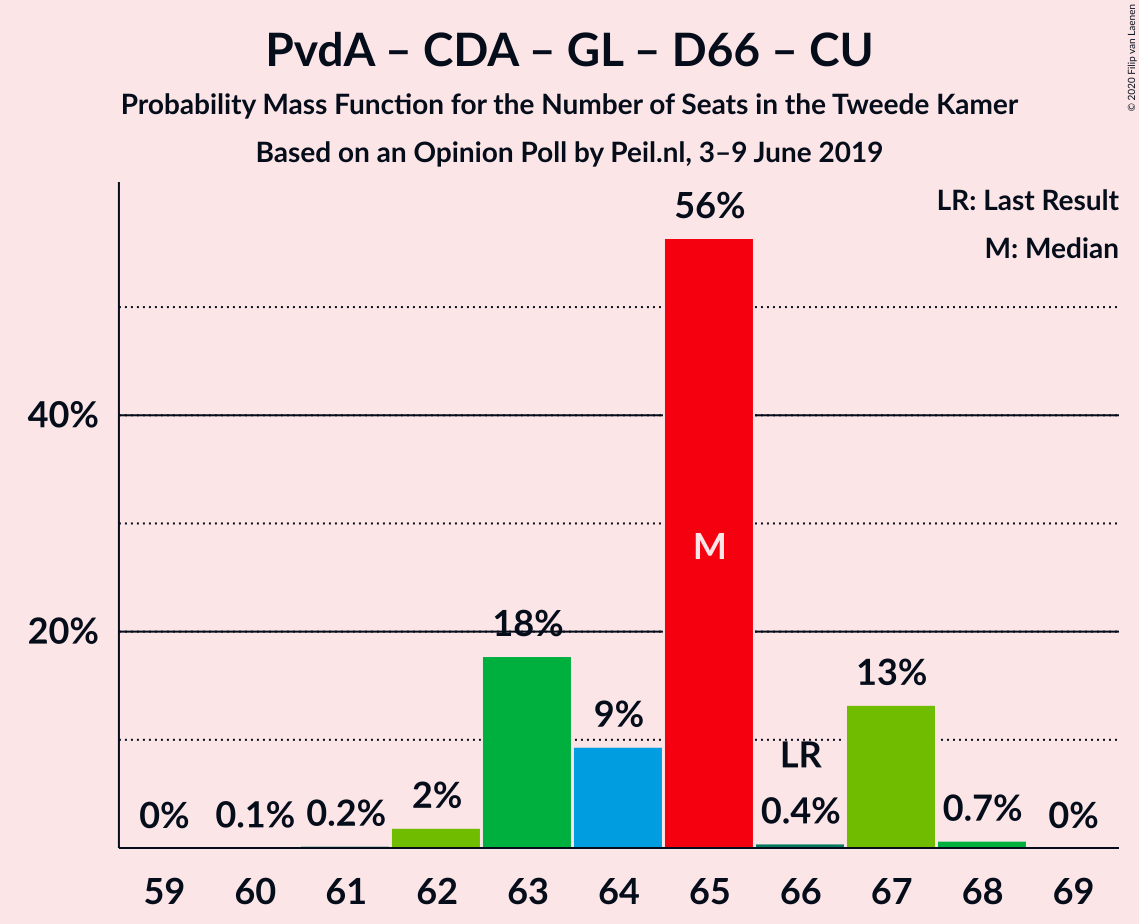 PvdA – CDA – GL – D66 – CU
Probability Mass Function for the Number of Seats in the Tweede Kamer
Based on an Opinion Poll by Peil.nl, 3–9 June 2019
© 2020 Filip van Laenen
LR: Last Result
M: Median
56%
40%
M
20%
18%
13%
9%
LR
0%
0.1%
0.2%
2%
0.4%
0.7%
0%
59 60 61 62 63 64 65 66 67 68 69